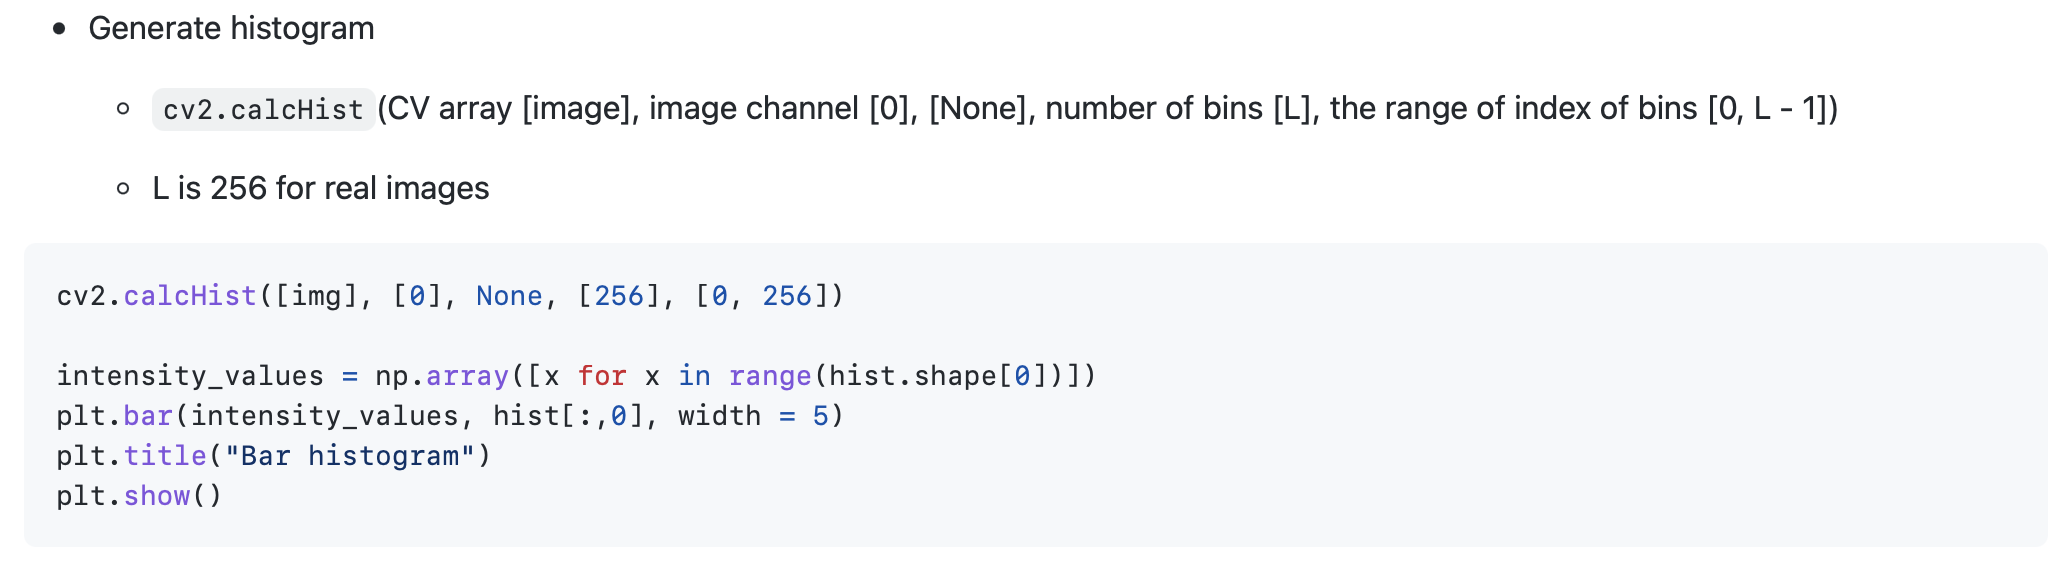 Generate histogram
cv2.calcHist(CV array [image], image channel [0], [None], number of bins [L], the range of index of bins [0, L - 1])
L is 256 for real images
cv2.calcHist([img], [0], None, [256], [0, 256])
intensity_values = np.array([x for x in range(hist.shape[0])])
plt.bar(intensity_values, hist[:,0], width = 5)
plt.title("Bar histogram")
plt.show()